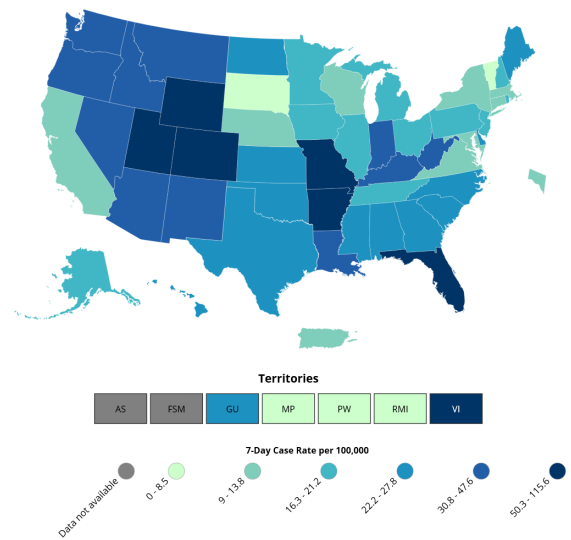 Territories
AS FSM GU MP PW RMI VI
7-Day Case Rate per 100,000
Data not available
0 - 8.5
9 - 13.8
16.3 - 21.2
22.2 - 27.8
30.8 - 47.6
50.3 - 115.6